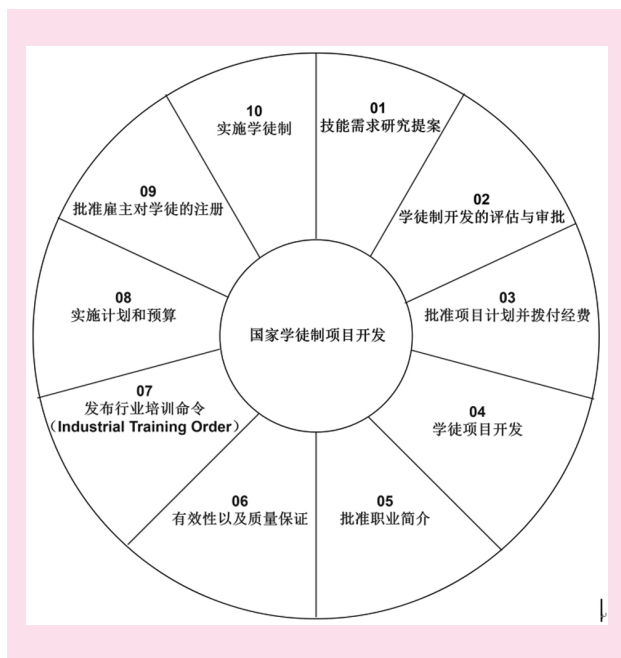 01
技能需求研究提案
02
学徒制开发的评估与审批
03
批准项目计划并拨付经费
04
学徒项目开发
05
批准职业简介
06
有效性以及质量保证
07
发布行业培训命令
（Industrial Training Order）
08
实施计划和预算
09
批准雇主对学徒的注册
10
实施学徒制
国家学徒制项目开发